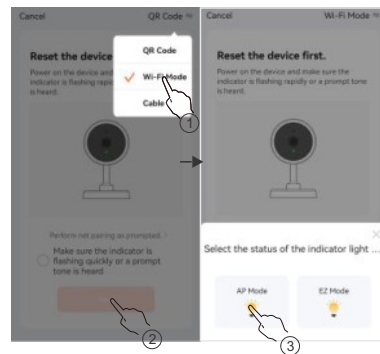 Cancel
QR Code
Reset the device
Power on the device and
indicator is flashing rapid
is heard.
QR Code
Wi-Fi Mode
Cable
1
Perform net pairing as prompted.
Make sure the indicator is
flashing quickly or a prompt
tone is heard
2
Cancel
Wi-Fi Mode
Reset the device first.
Power on the device and make sure the
indicator is flashing rapidly or a prompt tone
is heard.
Select the status of the indicator light ...
AP Mode
EZ Mode
3